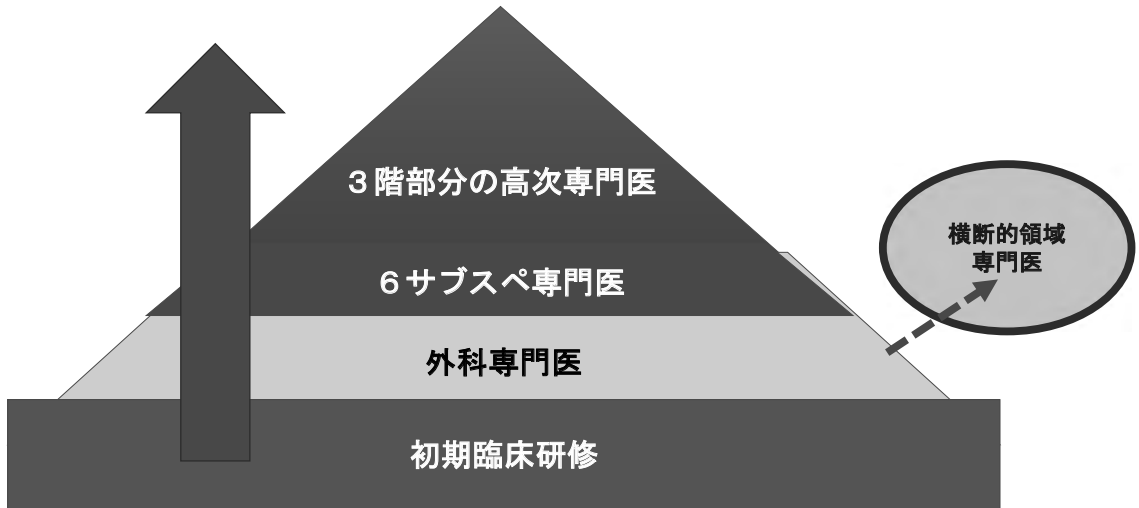 ３階部分の高次専門医
６サブスペ専門医
外科専門医
初期臨床研修
横断的領域
専門医